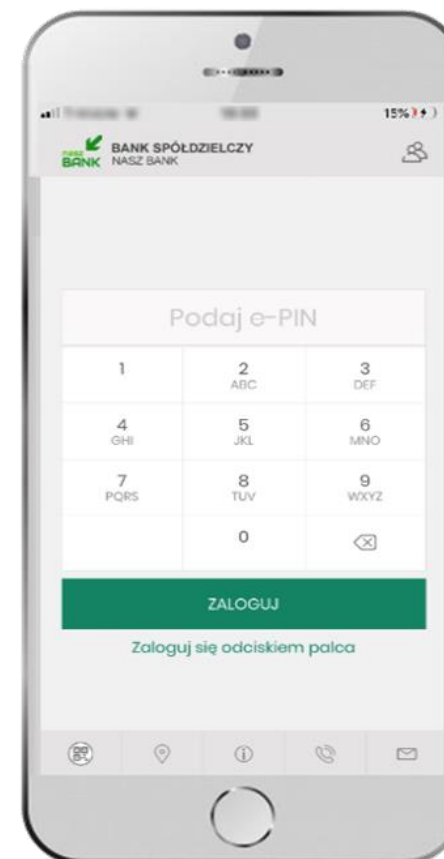 15%
nasz
BANK
BANK SPÓŁDZIELCZY
NASZ BANK
Podaj e-PIN
1
2
ABC
3
DEF
4
GHI
5
JKL
6
MNO
7
PQRS
8
TUV
9
WXYZ
0
ZALOGUJ
Zaloguj się odciskiem palca